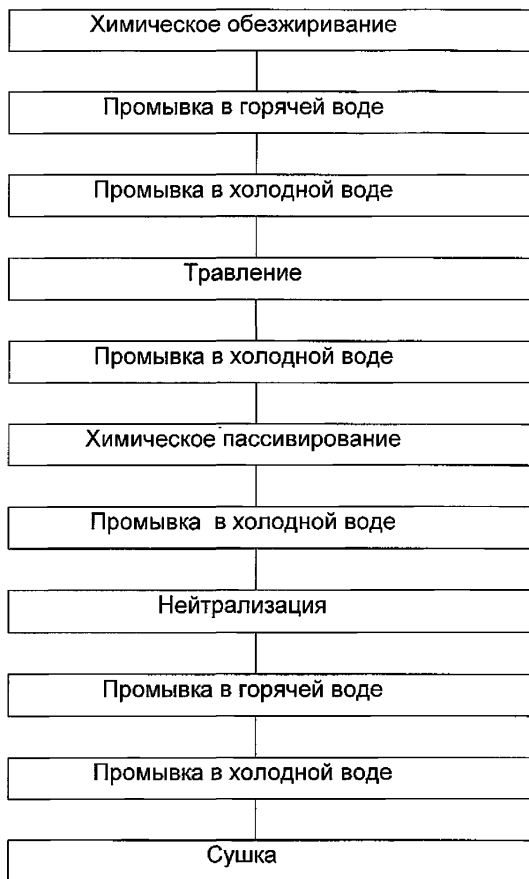 Химическое обезжиривание
Промывка в горячей воде
Промывка в холодной воде
Травление
Промывка в холодной воде
Химическое пассивирование
Промывка в холодной воде
Нейтрализация
Промывка в горячей воде
Промывка в холодной воде
Сушка